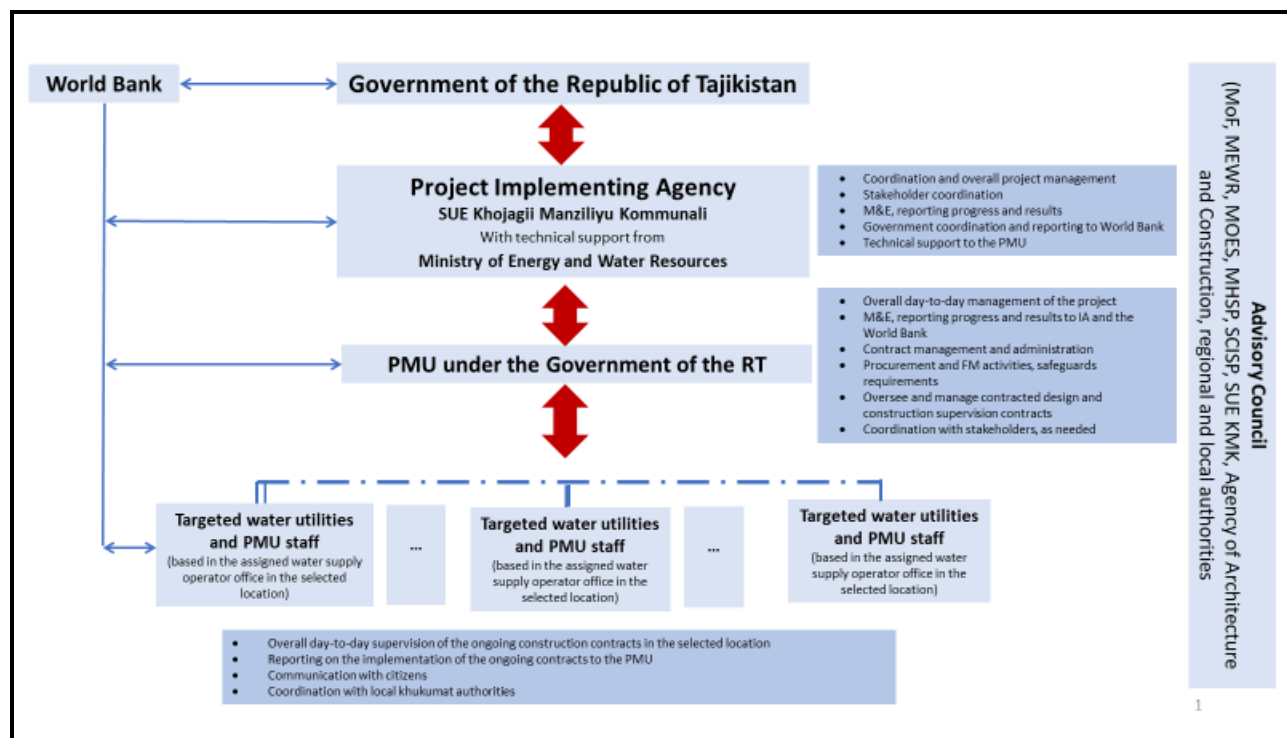 World Bank
Government of the Republic of Tajikistan
Project Implementing Agency
SUE Khojagii Manziliyu Kommunali
With technical support from
Ministry of Energy and Water Resources
• Coordination and overall project management
• Stakeholder coordination
• M&E, reporting progress and results
• Government coordination and reporting to World Bank
• Technical support to the PMU
PMU under the Government of the RT
• Overall day-to-day management of the project
• M&E, reporting progress and results to IA and the
World Bank
• Contract management and administration
• Procurement and FM activities, safeguards
requirements
• Oversee and manage contracted design and
construction supervision contracts
• Coordination with stakeholders, as needed
Targeted water utilities
and PMU staff
(based in the assigned water supply
operator office in the selected
location)
...
Targeted water utilities
and PMU staff
(based in the assigned water
supply operator office in the
selected location)
...
Targeted water utilities
and PMU staff
(based in the assigned water
supply operator office in the
selected location)
• Overall day-to-day supervision of the ongoing construction contracts in the selected location
• Reporting on the implementation of the ongoing contracts to the PMU
• Communication with citizens
• Coordination with local khukumat authorities
Advisory Council
(MoF, MEWR, MOES, MHSP, SCISP, SUE KMK, Agency of Architecture
and Construction, regional and local authorities
1